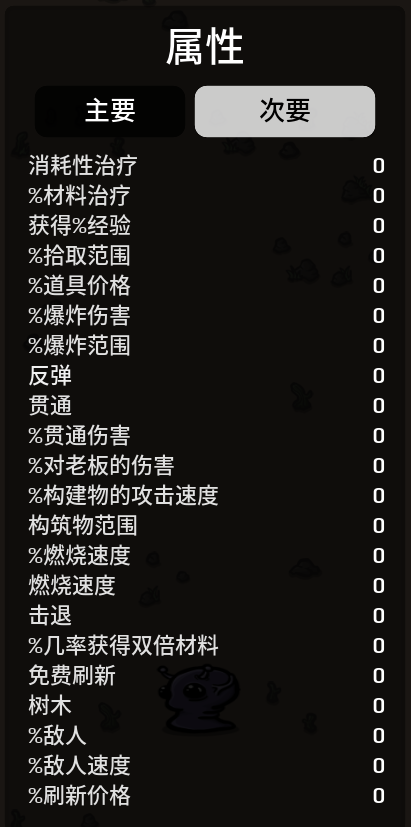 属性
主要 次要
消耗性治疗 0
%材料治疗 0
获得%经验 0
%拾取范围 0
%道具价格 0
%爆炸伤害 0
%爆炸范围 0
反弹 0
贯通 0
%贯通伤害 0
%对老板的伤害 0
%构建物的攻击速度 0
构筑物范围 0
%燃烧速度 0
燃烧速度 0
击退 0
%几率获得双倍材料 0
免费刷新 0
树木 0
%敌人 0
%敌人速度 0
%刷新价格 0